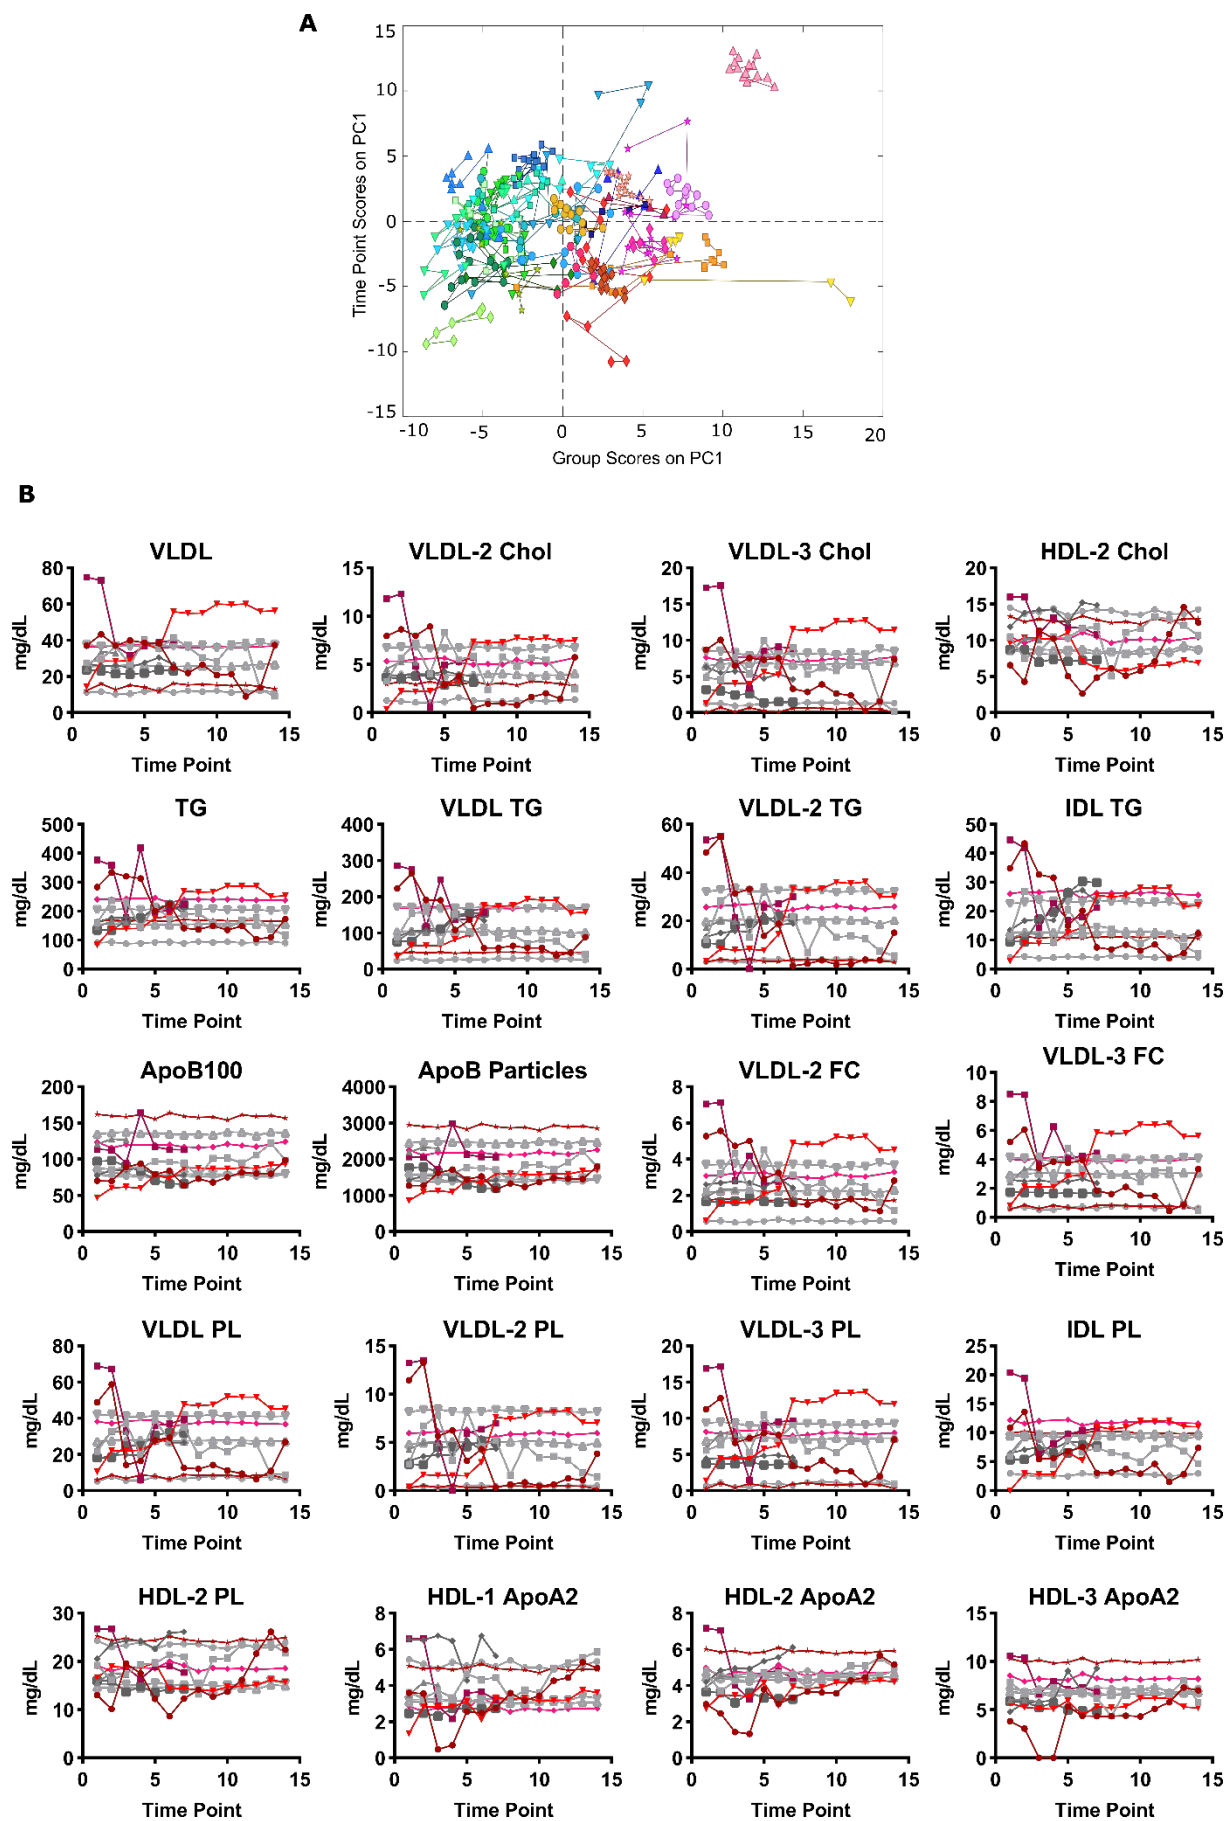 A
15
10
5
0
-5
-10
-15
Time Point Scores on PC1
-10 -5 0 5 10 15 20
Group Scores on PC1
B
VLDL VLDL-2 Chol VLDL-3 Chol HDL-2 Chol
mg/dL 80 60 40 20 0
0 5 10 15
Time Point
mg/dL 15 10 5 0
0 5 10 15
Time Point
mg/dL 20 15 10 5 0
0 5 10 15
Time Point
mg/dL 20 15 10 5 0
0 5 10 15
Time Point
TG VLDL TG VLDL-2 TG IDL TG
mg/dL 500 400 300 200 100 0
0 5 10 15
Time Point
mg/dL 400 300 200 100 0
0 5 10 15
Time Point
mg/dL 60 40 20 0
0 5 10 15
Time Point
mg/dL 50 40 30 20 10 0
0 5 10 15
Time Point
ApoB100 ApoB Particles VLDL-2 FC VLDL-3 FC
mg/dL 200 150 100 50 0
0 5 10 15
Time Point
mg/dL 4000 3000 2000 1000 0
0 5 10 15
Time Point
mg/dL 8 6 4 2 0
0 5 10 15
Time Point
mg/dL 10 8 6 4 2 0
0 5 10 15
Time Point
VLDL PL VLDL-2 PL VLDL-3 PL IDL PL
mg/dL 80 60 40 20 0
0 5 10 15
Time Point
mg/dL 15 10 5 0
0 5 10 15
Time Point
mg/dL 20 15 10 5 0
0 5 10 15
Time Point
mg/dL 25 20 15 10 5 0
0 5 10 15
Time Point
HDL-2 PL HDL-1 ApoA2 HDL-2 ApoA2 HDL-3 ApoA2
mg/dL 30 20 10 0
0 5 10 15
Time Point
mg/dL 8 6 4 2 0
0 5 10 15
Time Point
mg/dL 8 6 4 2 0
0 5 10 15
Time Point
mg/dL 15 10 5 0
0 5 10 15
Time Point